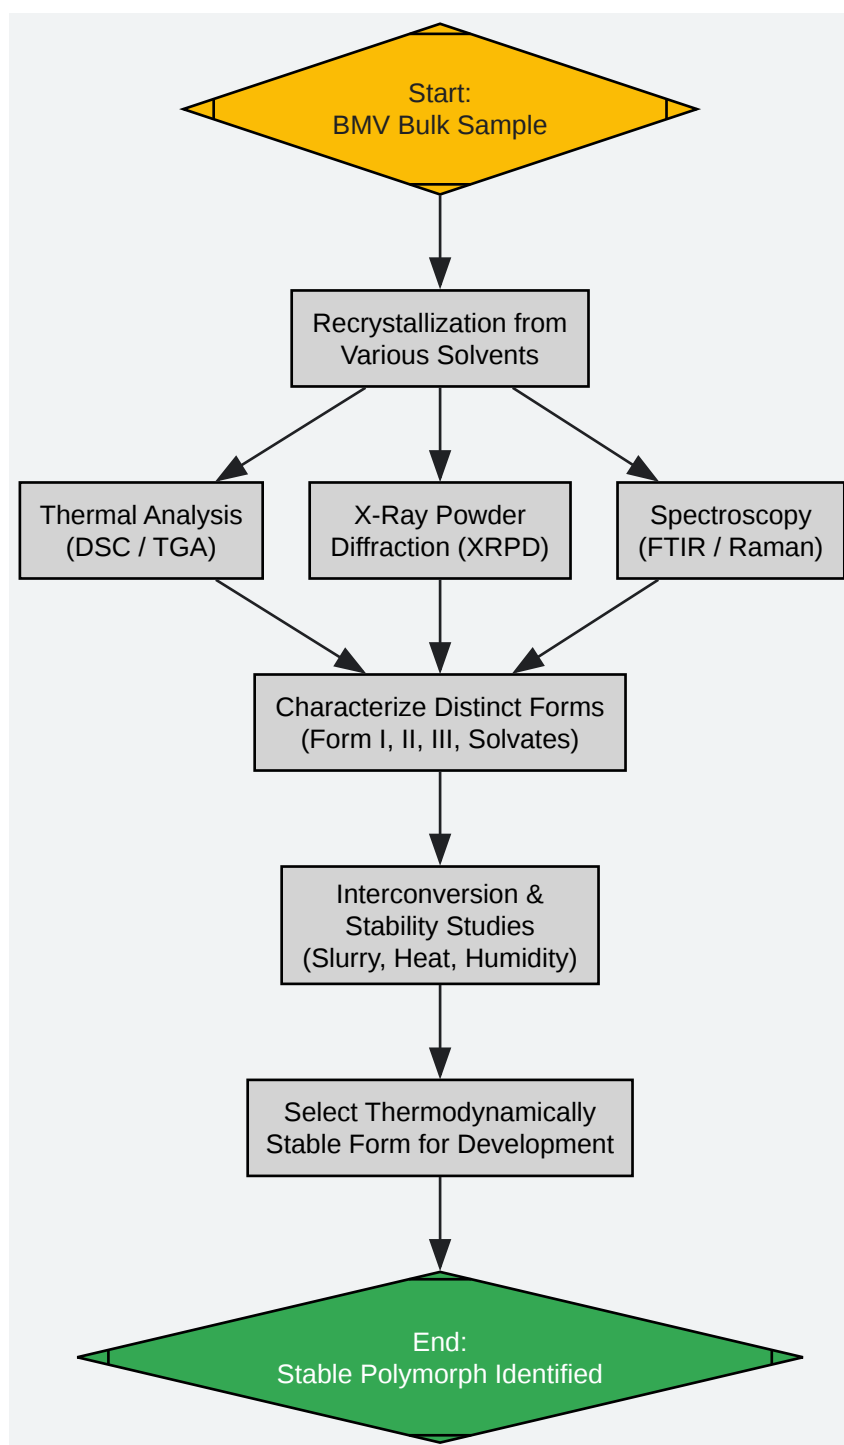 Start:
BMV Bulk Sample
Recrystallization from
Various Solvents
Thermal Analysis
(DSC / TGA)
X-Ray Powder
Diffraction (XRPD)
Spectroscopy
(FTIR / Raman)
Characterize Distinct Forms
(Form I, II, III, Solvates)
Interconversion &
Stability Studies
(Slurry, Heat, Humidity)
Select Thermodynamically
Stable Form for Development
End:
Stable Polymorph Identified